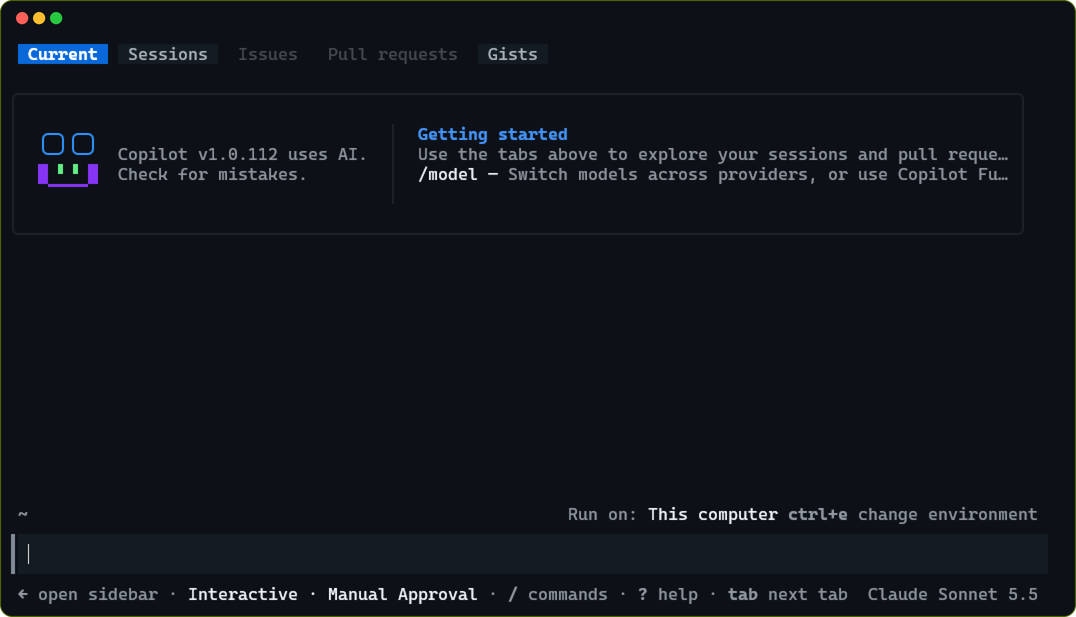 Current Sessions Issues Pull requests Gists
Copilot v1.0.112 uses AI.
Check for mistakes.
Getting started
Use the tabs above to explore your sessions and pull reque…
/model — Switch models across providers, or use Copilot Fu…
~ Run on: This computer ctrl+e change environment
← open sidebar · Interactive · Manual Approval · / commands · ? help · tab next tab Claude Sonnet 5.5